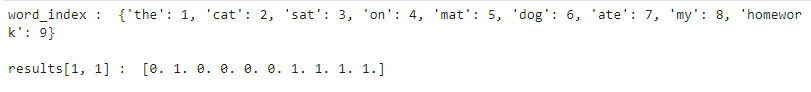 word_index :  {'the': 1, 'cat': 2, 'sat': 3, 'on': 4, 'mat': 5, 'dog': 6, 'ate': 7, 'my': 8, 'homewor
k': 9}
results[1, 1] :  [0. 1. 0. 0. 0. 0. 1. 1. 1. 1.]